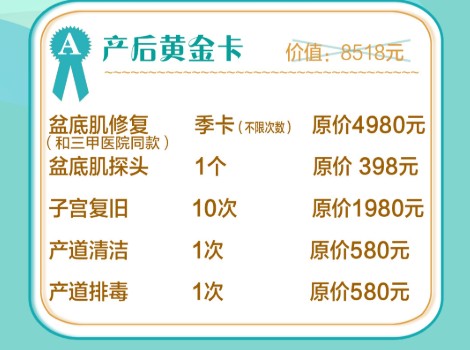 A 产后黄金卡 价值：8518元
盆底肌修复 季卡（不限次数） 原价4980元
（和三甲医院同款）
盆底肌探头 1个 原价 398元
子宫复旧 10次 原价1980元
产道清洁 1次 原价580元
产道排毒 1次 原价580元